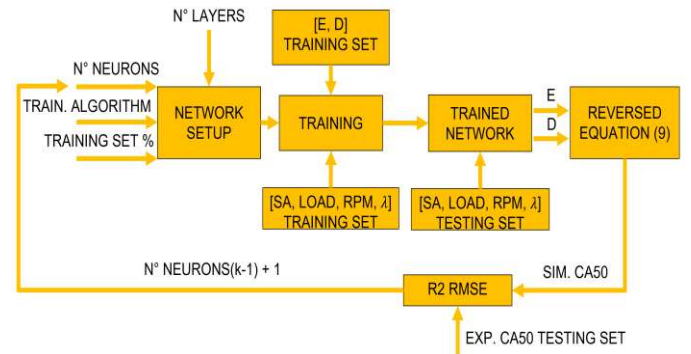 N° LAYERS
[E, D]
TRAINING SET
N° NEURONS
TRAIN. ALGORITHM
TRAINING SET %
NETWORK
SETUP
TRAINING
TRAINED
NETWORK
E
D
REVERSED
EQUATION (9)
[SA, LOAD, RPM, λ]
TRAINING SET
[SA, LOAD, RPM, λ]
TESTING SET
N° NEURONS(k-1) + 1
SIM. CA50
R2 RMSE
EXP. CA50 TESTING SET